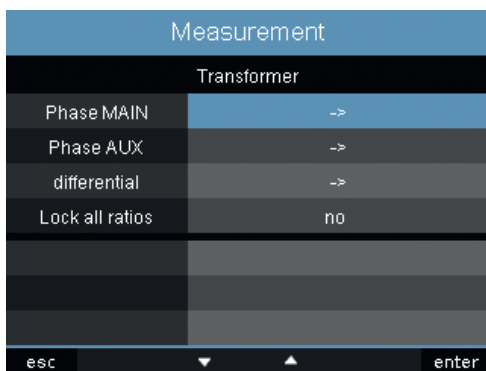 Measurement
Transformer
Phase MAIN ->
Phase AUX ->
differential ->
Lock all ratios no
esc ▼ ▲ enter